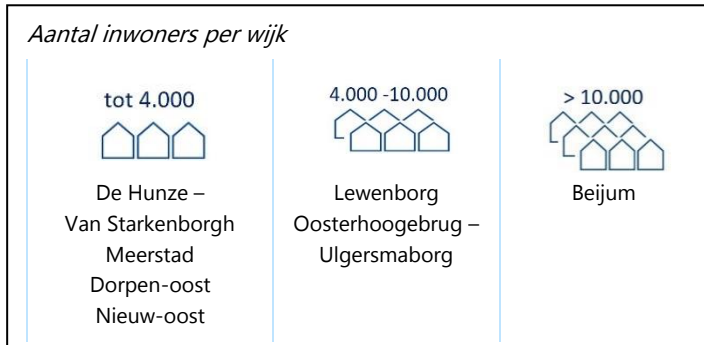 Aantal inwoners per wijk
tot 4.000
De Hunze –
Van Starkenborgh
Meerstad
Dorpen-oost
Nieuw-oost
4.000 -10.000
Lewenborg
Oosterhoogebrug –
Ulgersmaborg
> 10.000
Beijum